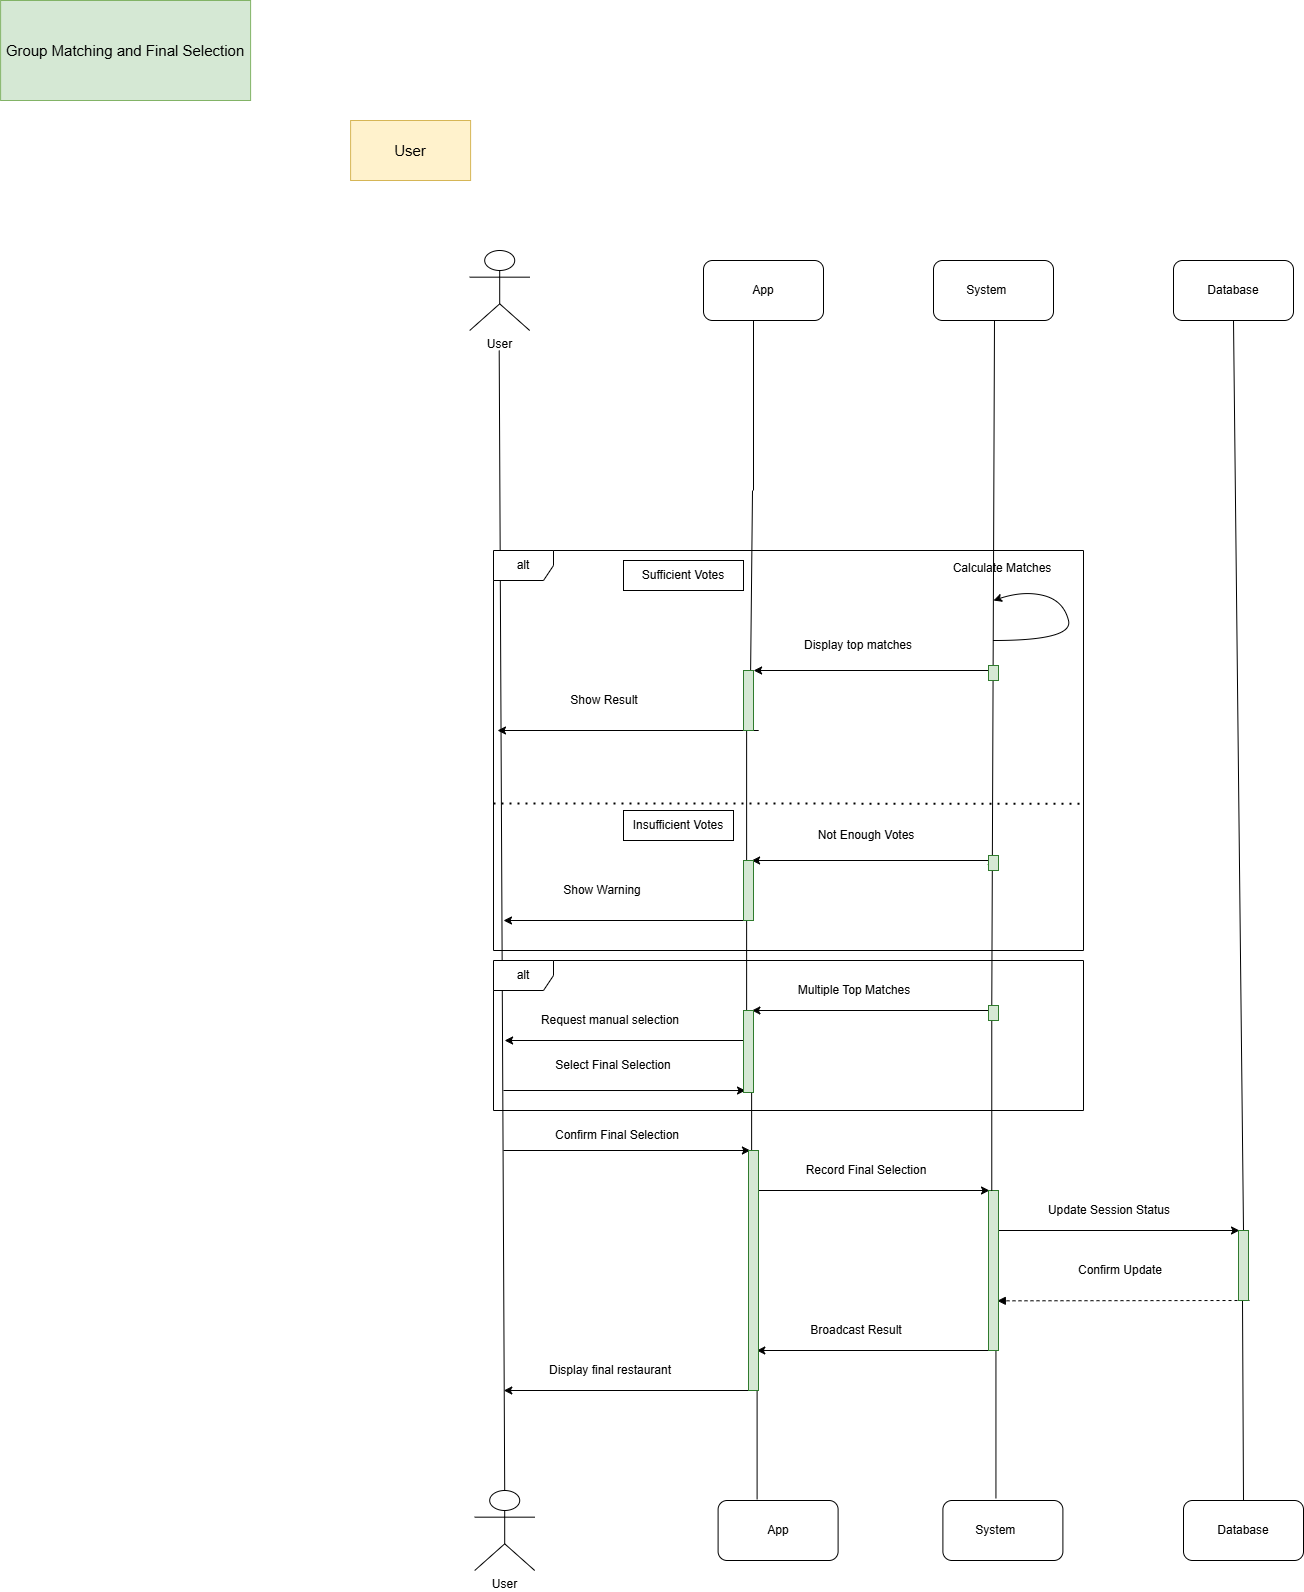 Group Matching and Final Selection
User
User
App
System
Database
alt
Sufficient Votes
Calculate Matches
Display top matches
Show Result
Insufficient Votes
Not Enough Votes
Show Warning
alt
Multiple Top Matches
Request manual selection
Select Final Selection
Confirm Final Selection
Record Final Selection
Update Session Status
Confirm Update
Broadcast Result
Display final restaurant
User
App
System
Database